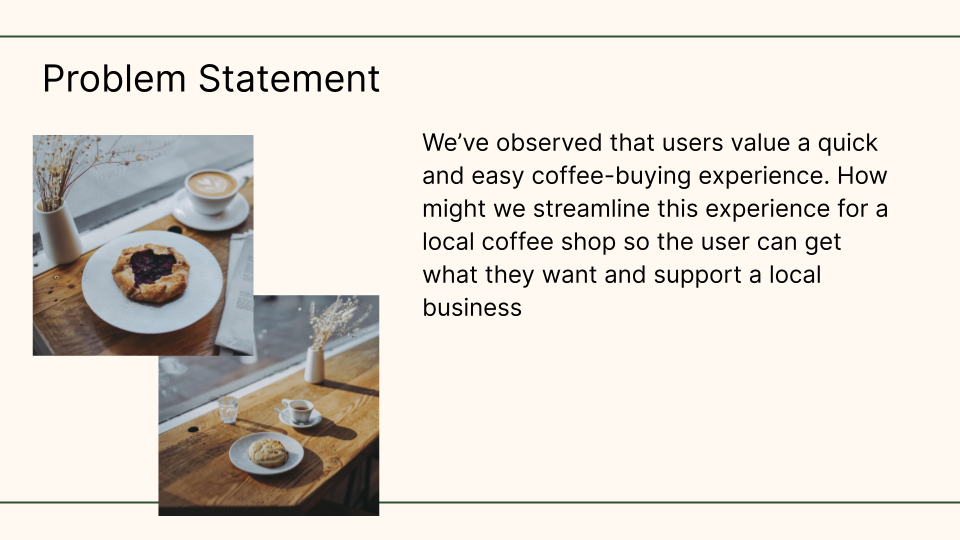 Problem Statement
We’ve observed that users value a quick
and easy coffee-buying experience. How
might we streamline this experience for a
local coffee shop so the user can get
what they want and support a local
business